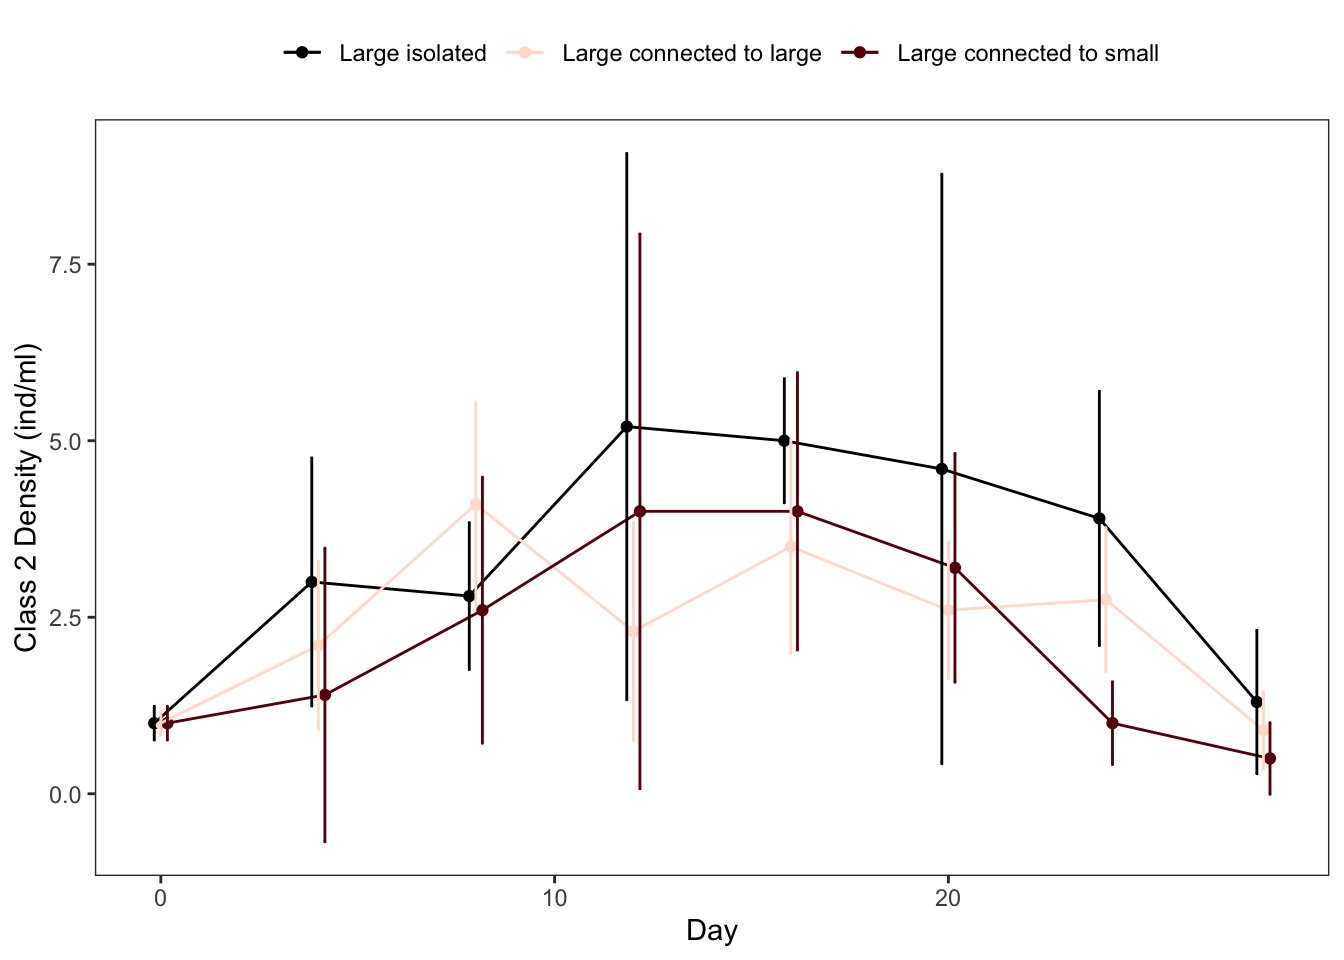 Large isolated Large connected to large Large connected to small
Class 2 Density (ind/ml)
7.5
5.0
2.5
0.0
0 10 20
Day